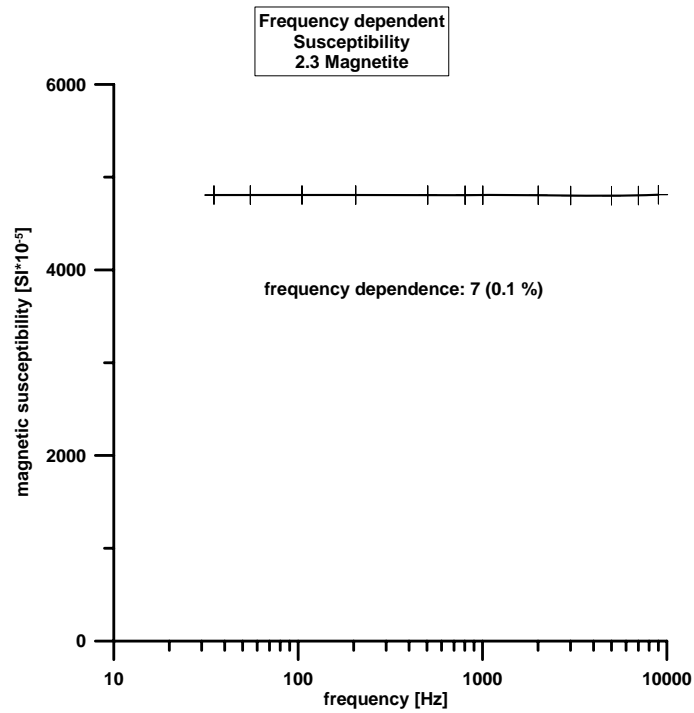 Frequency dependent
Susceptibility
2.3 Magnetite
6000
4000
2000
0
magnetic susceptibility [SI*10⁻⁵]
frequency dependence: 7 (0.1 %)
10
100
1000
10000
frequency [Hz]